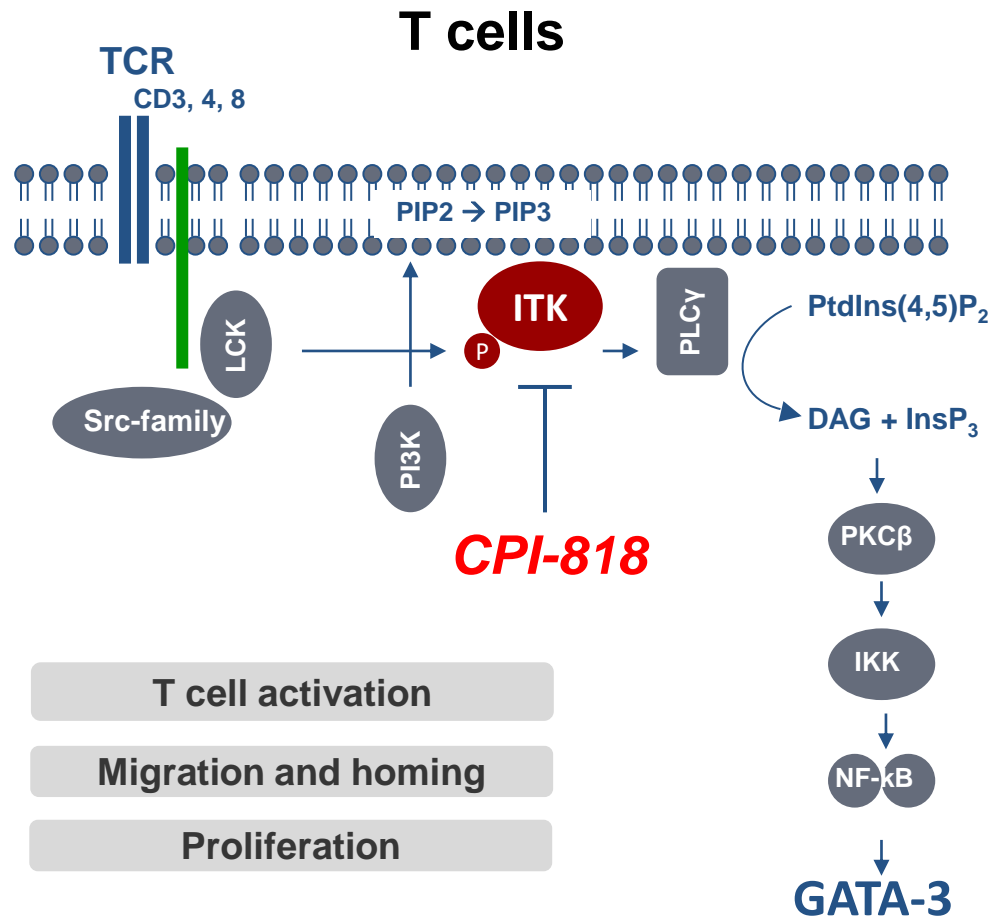 T cells
TCR
CD3, 4, 8
PIP2 → PIP3
ITK
P
LCK
PLCγ
PtdIns(4,5)P₂
Src-family
PI3K
DAG + InsP₃
CPI-818
PKCβ
IKK
NF-kB
GATA-3
T cell activation
Migration and homing
Proliferation